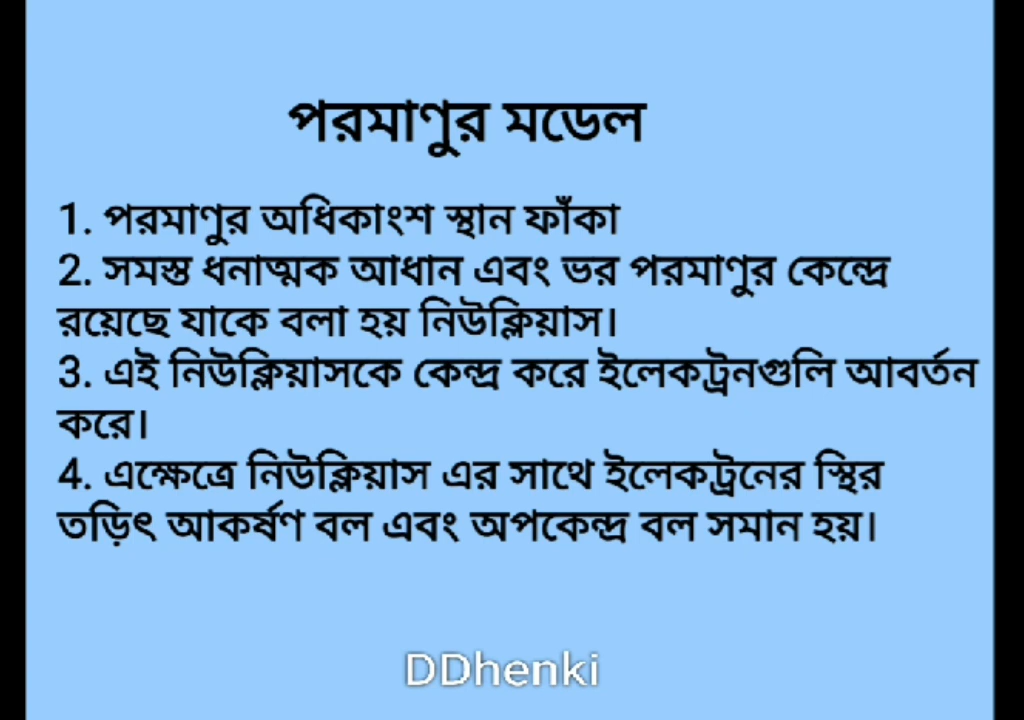 পরমাণুর মডেল
1. পরমাণুর অধিকাংশ স্থান ফাঁকা
2. সমস্ত ধনাত্মক আধান এবং ভর পরমাণুর কেন্দ্রে
রয়েছে যাকে বলা হয় নিউক্লিয়াস।
3. এই নিউক্লিয়াসকে কেন্দ্র করে ইলেকট্রনগুলি আবর্তন
করে।
4. এক্ষেত্রে নিউক্লিয়াস এর সাথে ইলেকট্রনের স্থির
তড়িৎ আকর্ষণ বল এবং অপকেন্দ্র বল সমান হয়।
DDhenki